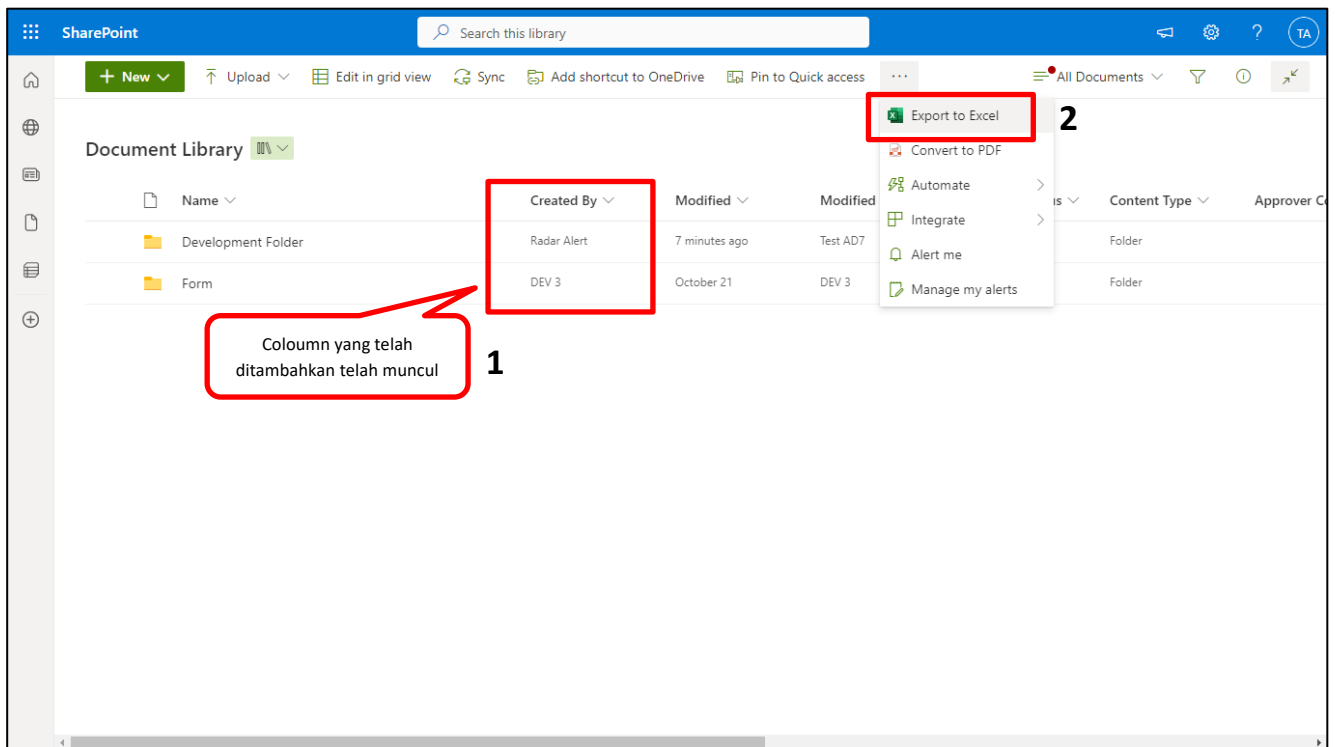 SharePoint
Search this library
?
TA
New
Upload
Edit in grid view
Sync
Add shortcut to OneDrive
Pin to Quick access
...
All Documents
Export to Excel
2
Convert to PDF
Automate
Integrate
Alert me
Manage my alerts
Document Library
Name
Created By
Modified
Modified
Content Type
Approver
Development Folder
Radar Alert
7 minutes ago
Test AD7
Folder
Form
DEV 3
October 21
DEV 3
Folder
Coloumn yang telah
ditambahkan telah muncul
1